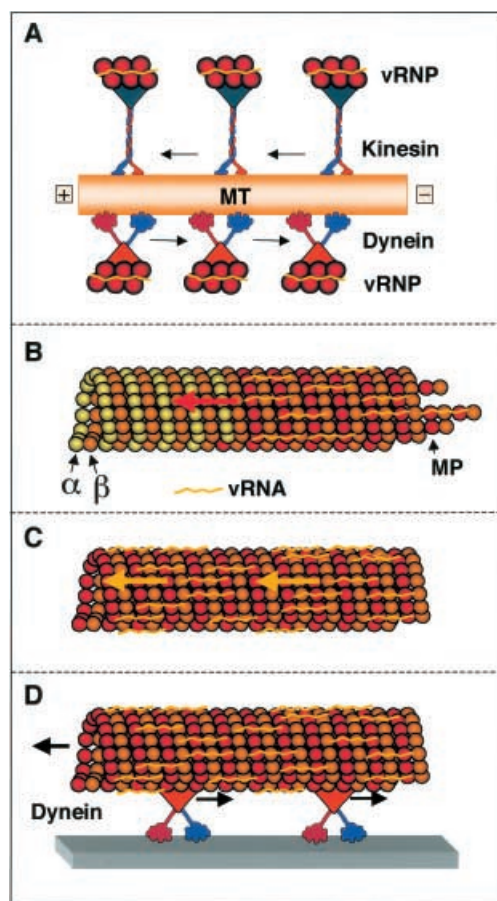 A
vRNP
Kinesin
+ MT −
Dynein
vRNP
B
α β
vRNA
MP
C
D
Dynein